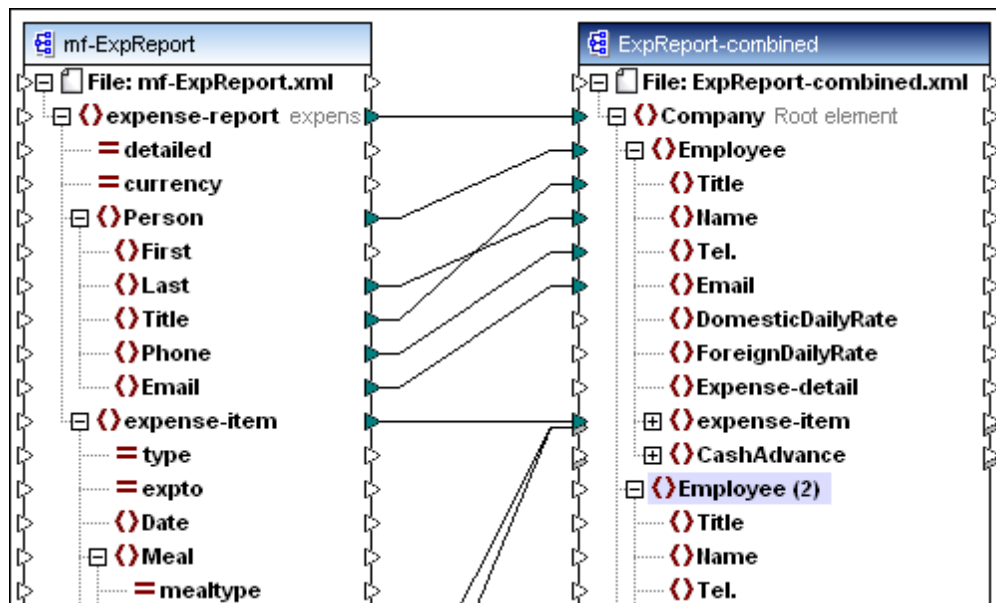 mf-ExpReport
File: mf-ExpReport.xml
expense-report expens
detailed
currency
Person
First
Last
Title
Phone
Email
expense-item
type
expto
Date
Meal
mealtype
ExpReport-combined
File: ExpReport-combined.xml
Company Root element
Employee
Title
Name
Tel.
Email
DomesticDailyRate
ForeignDailyRate
Expense-detail
expense-item
CashAdvance
Employee (2)
Title
Name
Tel.